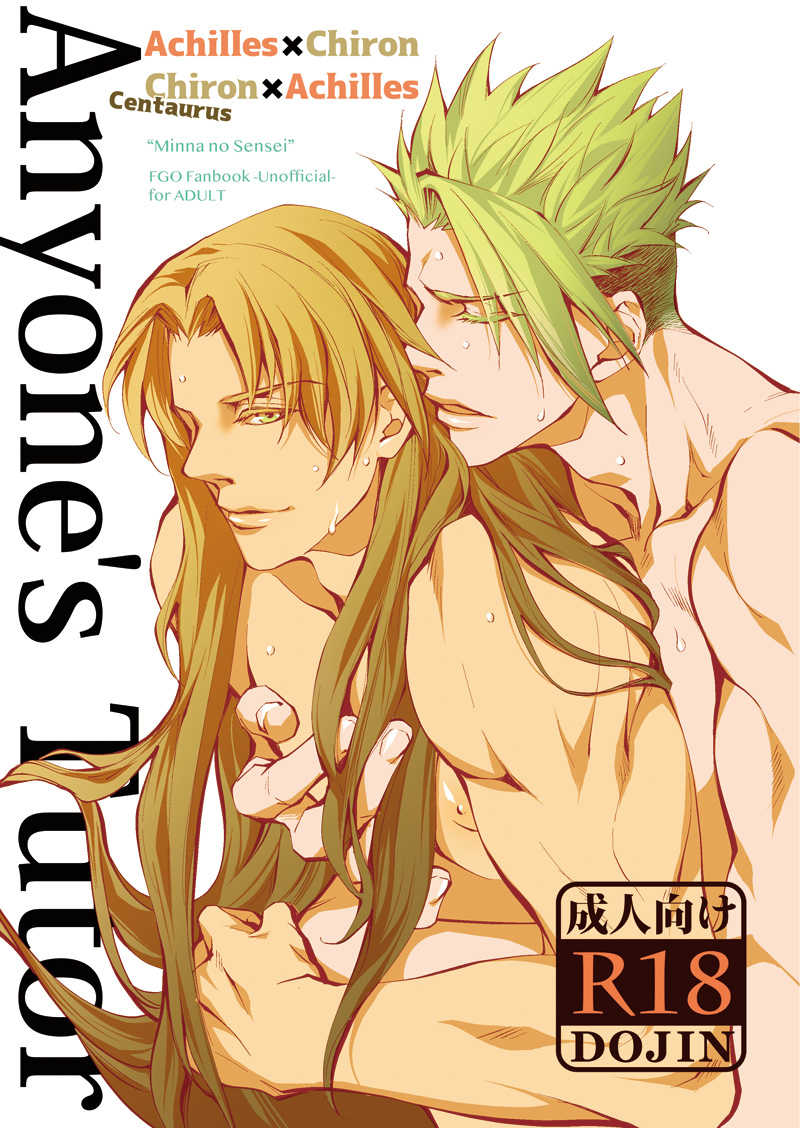 Anyone's Tutor
Achilles×Chiron
Chiron×Achilles
Centaurus
“Minna no Sensei”
FGO Fanbook -Unofficial-
for ADULT
成人向け
R18
DOJIN